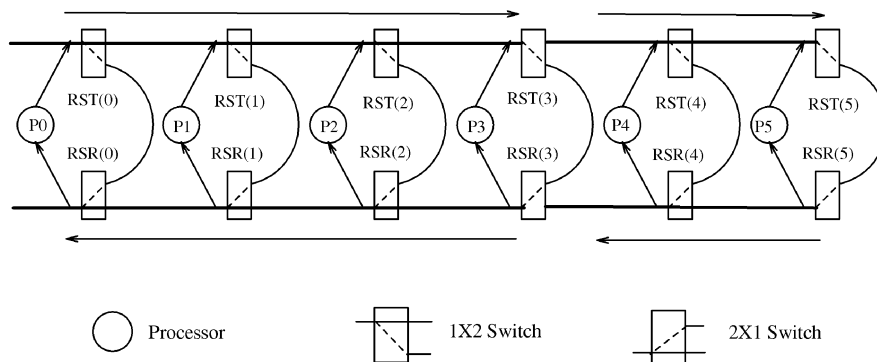 RST(0) RST(1) RST(2) RST(3) RST(4) RST(5)
P0 P1 P2 P3 P4 P5
RSR(0) RSR(1) RSR(2) RSR(3) RSR(4) RSR(5)
Processor 1X2 Switch 2X1 Switch